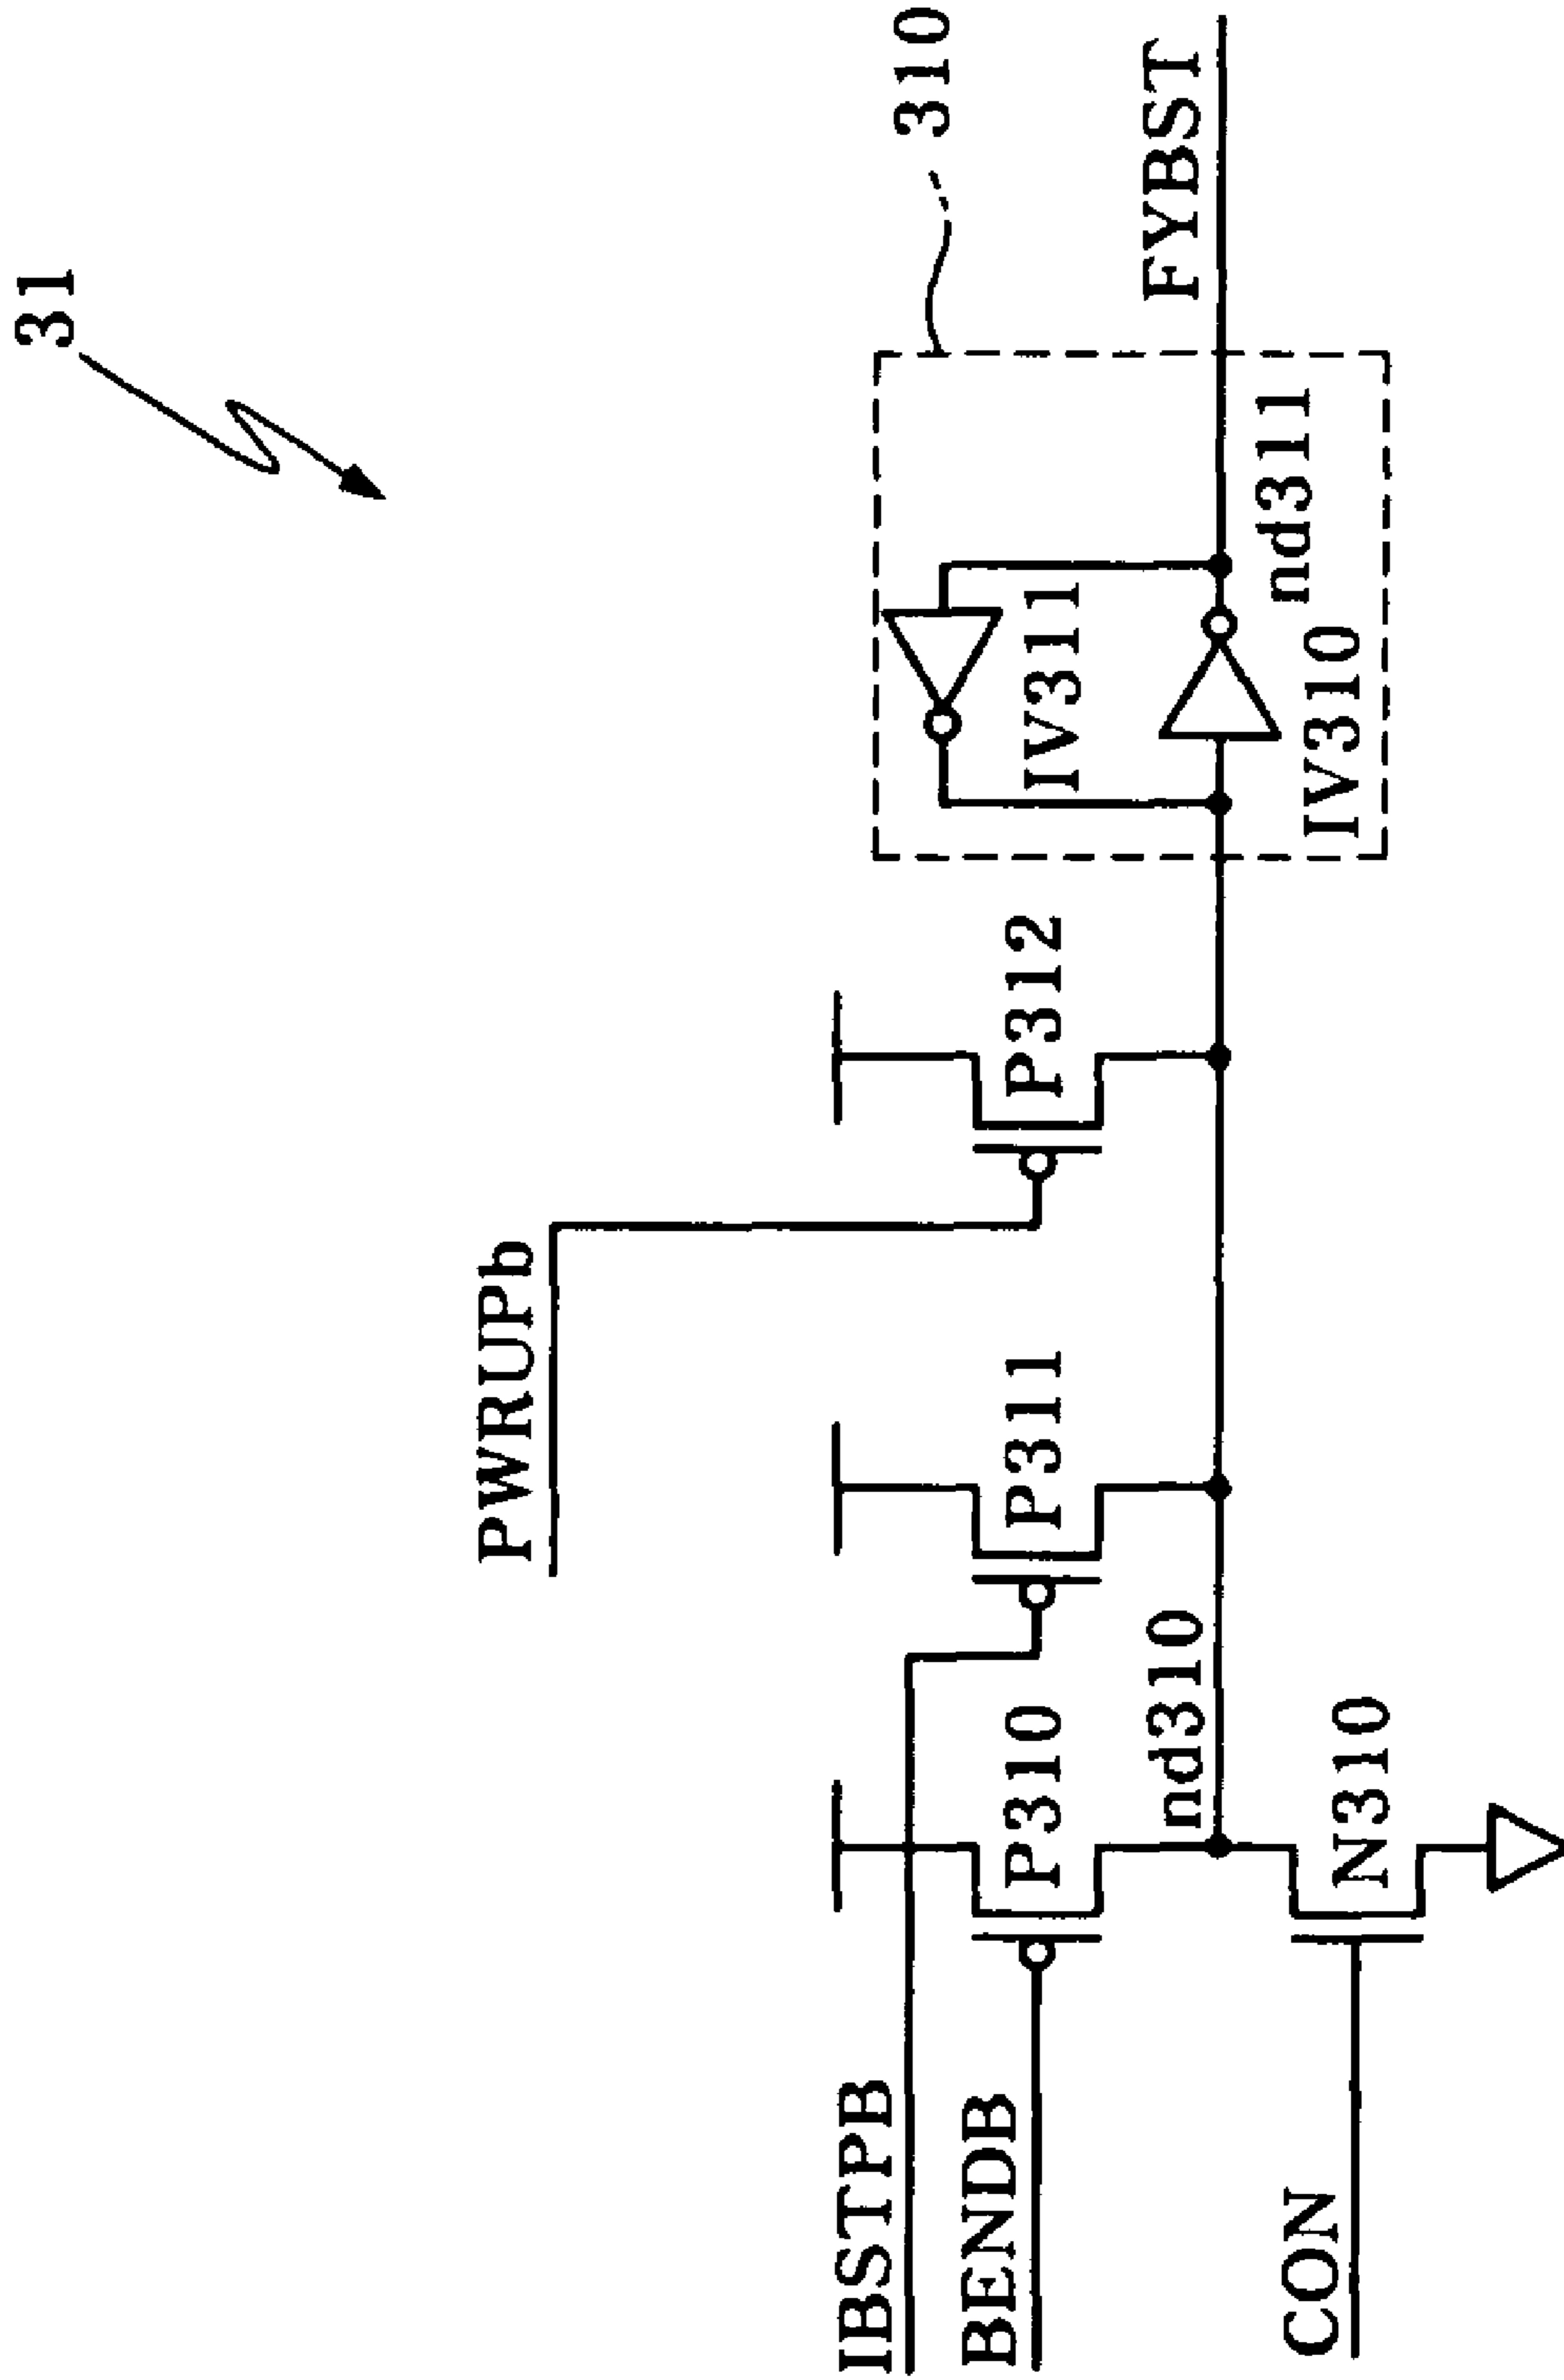 31
PWRUPb
310
IBSTPB
BENDB
P310
P311
P312
IV311
FYBST
nd310
nd311
CON
N310
IV310